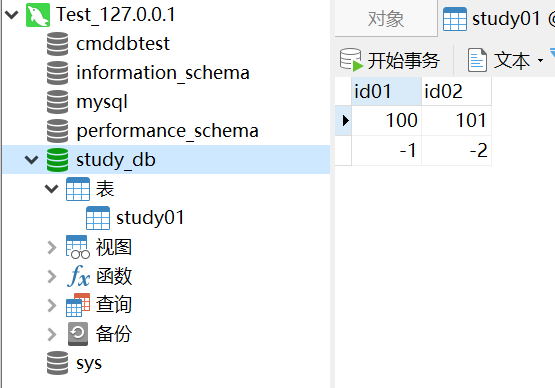 Test_127.0.0.1
cmddbtest
information_schema
mysql
performance_schema
study_db
表
study01
视图
fx 函数
查询
备份
sys
对象
study01 @
开始事务
文本
id01 id02
100 101
-1 -2